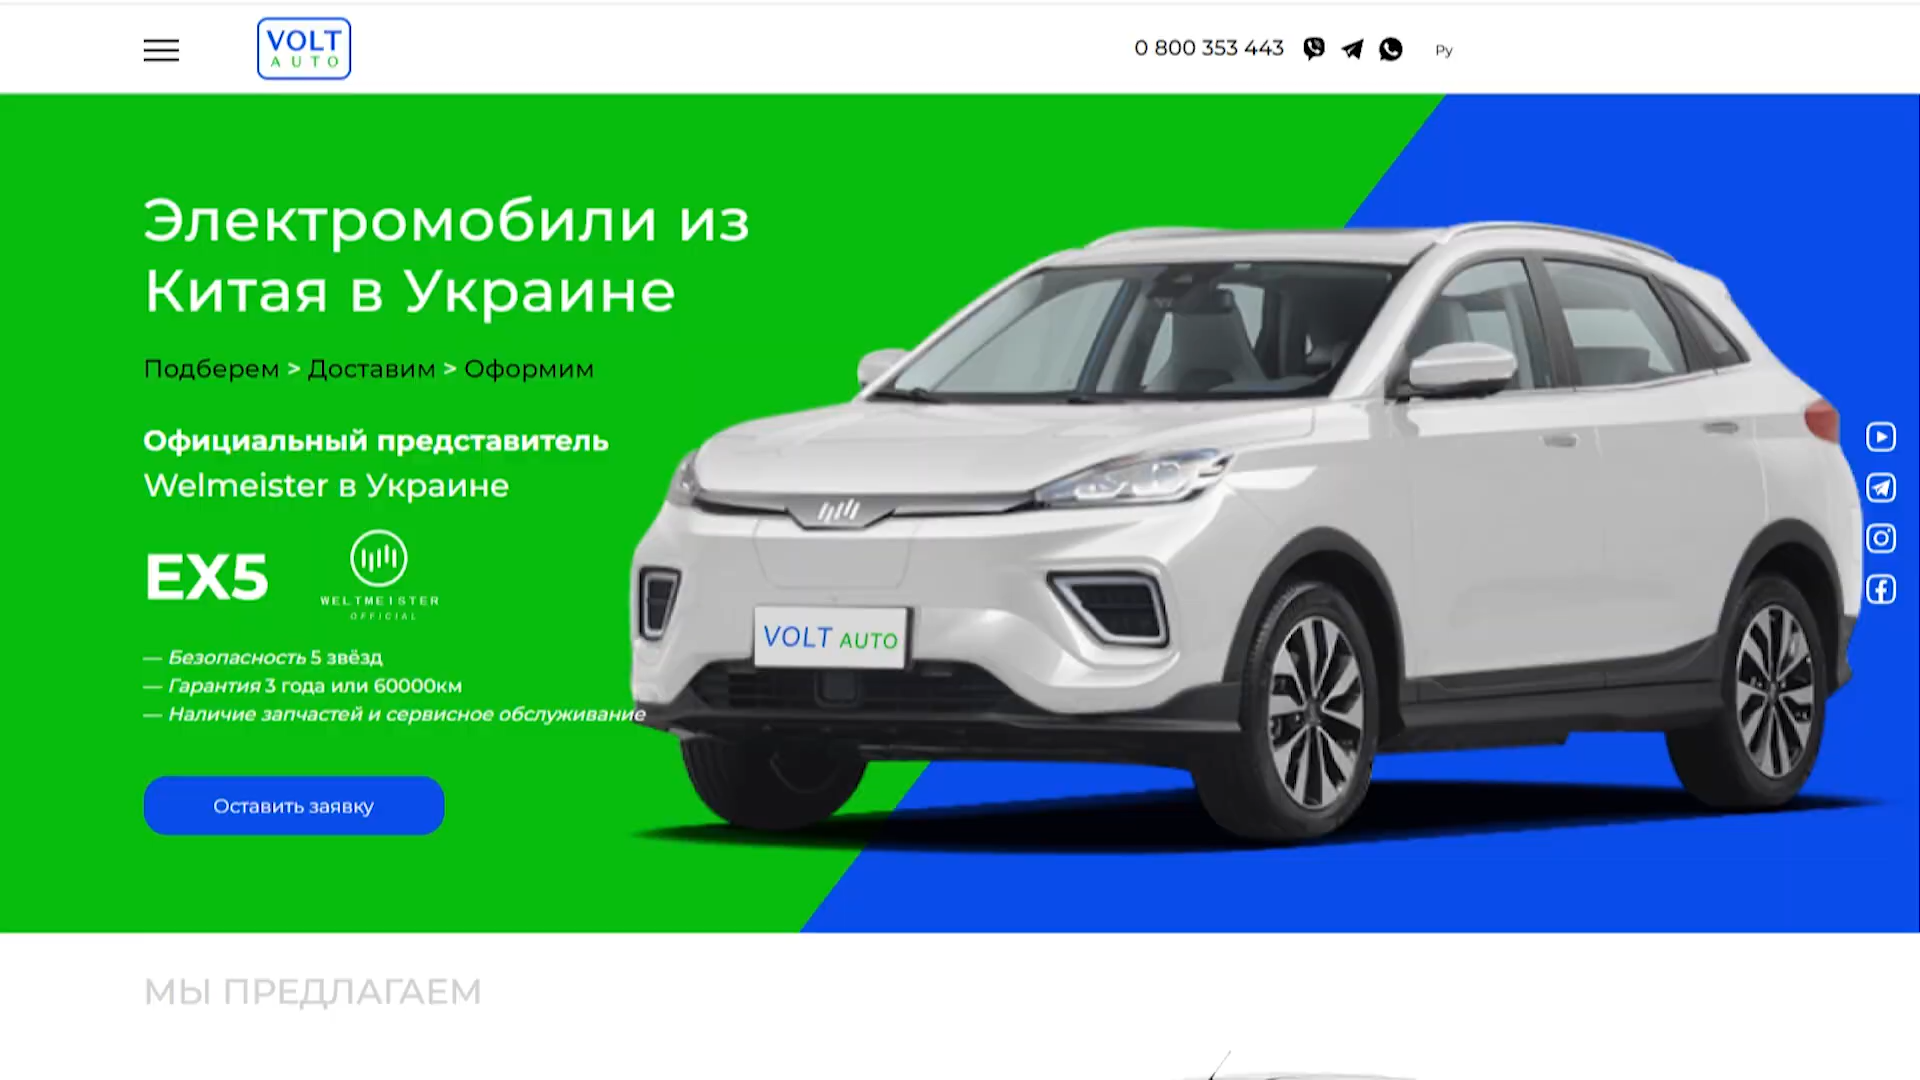 VOLT
AUTO
0 800 353 443
Ру
Электромобили из
Китая в Украине
Подберем > Доставим > Оформим
Официальный представитель
Welmeister в Украине
EX5
WELTMEISTER
OFFICIAL
— Безопасность 5 звёзд
— Гарантия 3 года или 60000км
— Наличие запчастей и сервисное обслуживание
VOLT AUTO
Оставить заявку
МЫ ПРЕДЛАГАЕМ